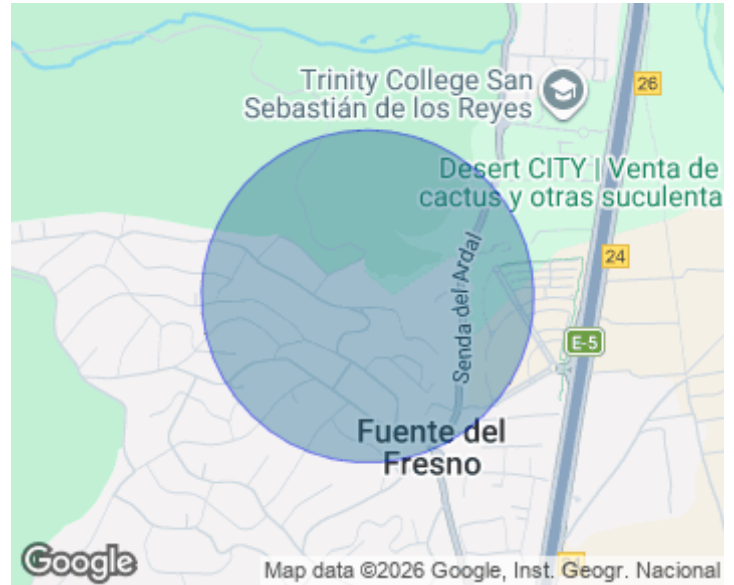 Trinity College San
Sebastián de los Reyes
26
Desert CITY | Venta de
cactus y otras suculenta
24
Senda del Ardal
E-5
Fuente del
Fresno
Google
Map data ©2026 Google, Inst. Geogr. Nacional